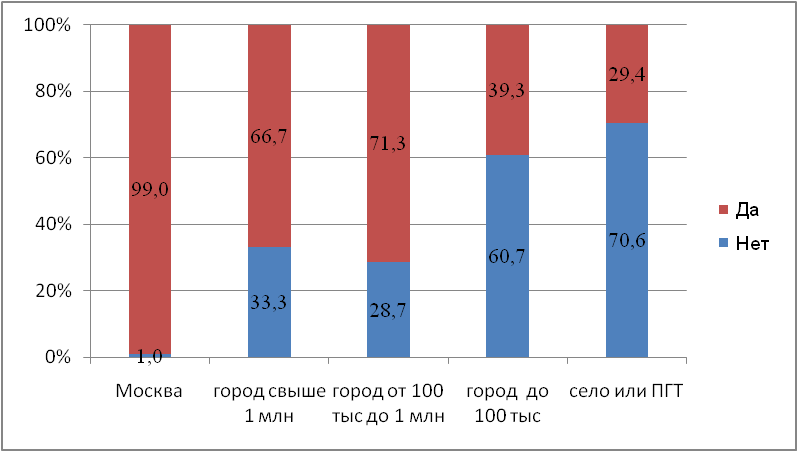 100%
80%
60%
40%
20%
0%
99,0
1,0
66,7
33,3
71,3
28,7
39,3
60,7
29,4
70,6
Москва
город свыше
1 млн
город от 100
тыс до 1 млн
город до
100 тыс
село или ПГТ
Да
Нет